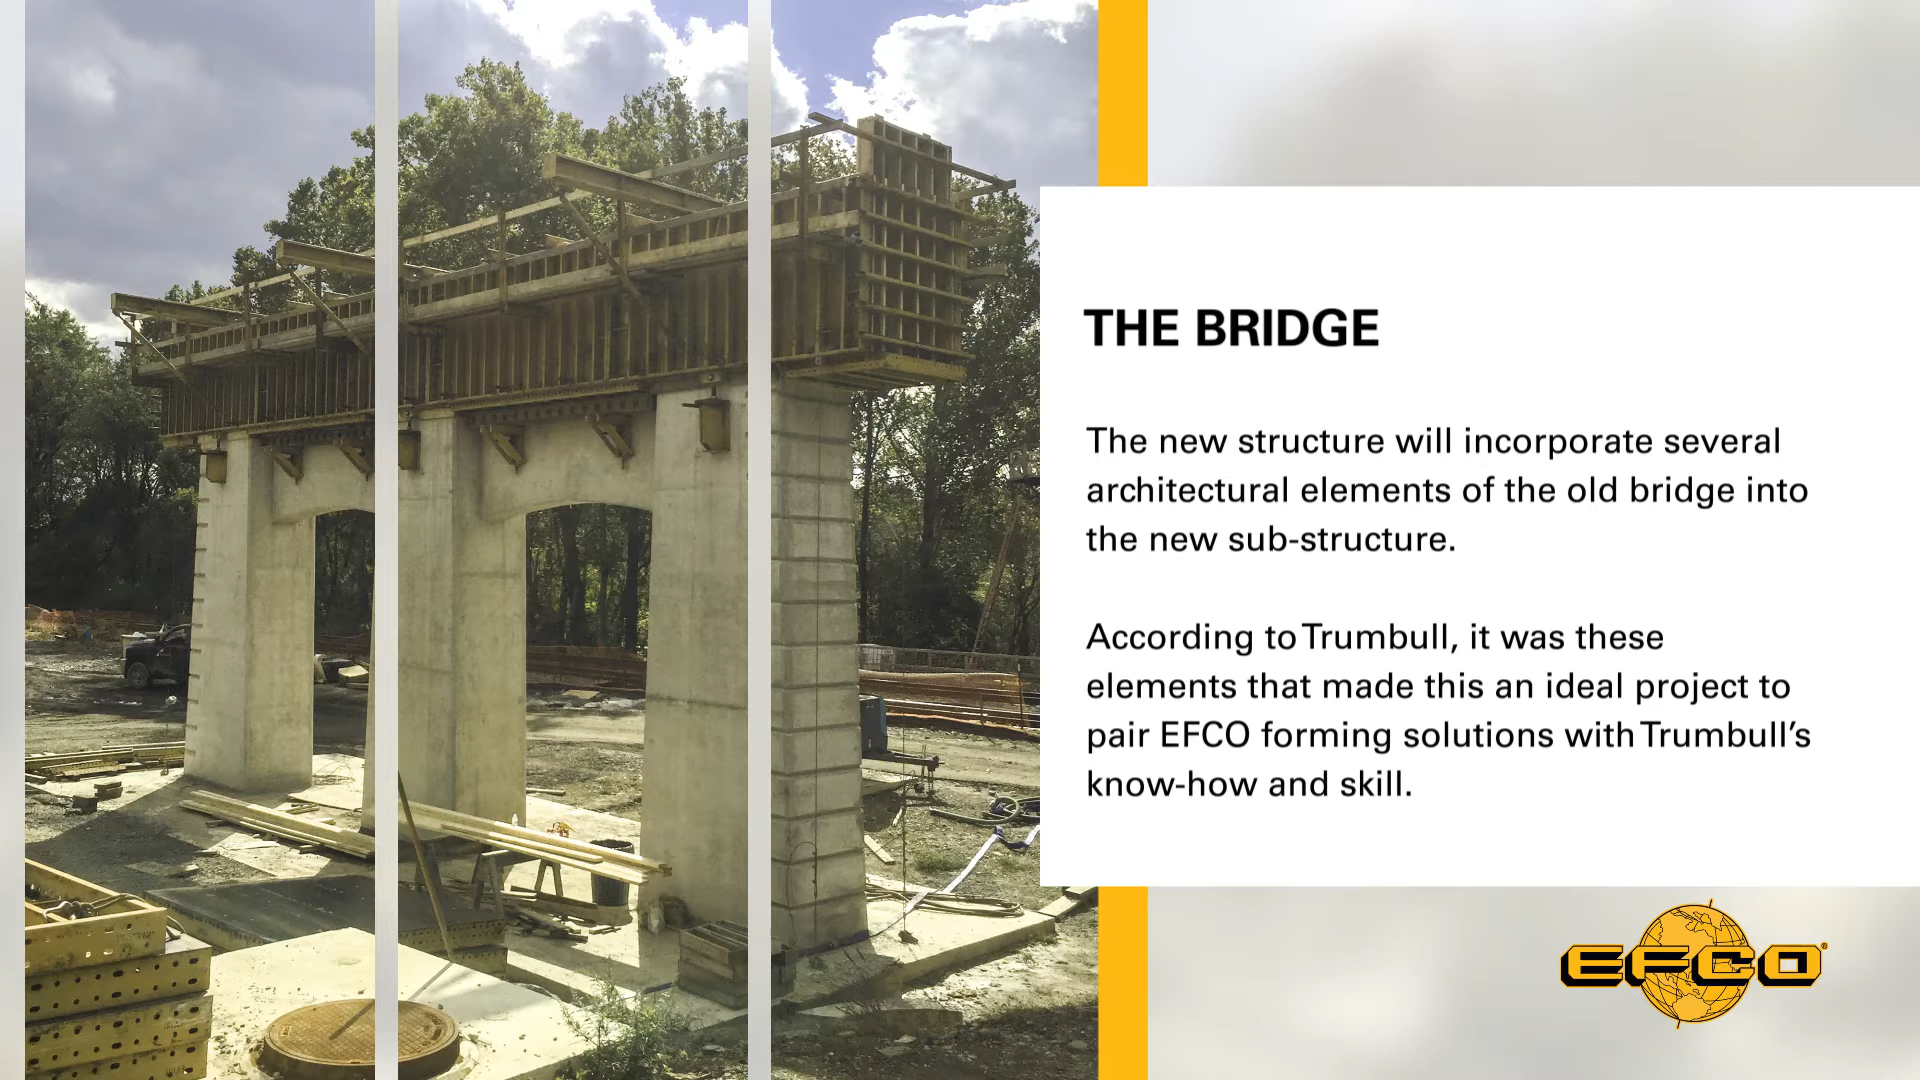 THE BRIDGE
The new structure will incorporate several
architectural elements of the old bridge into
the new sub-structure.
According to Trumbull, it was these
elements that made this an ideal project to
pair EFCO forming solutions with Trumbull’s
know-how and skill.
EFCO®